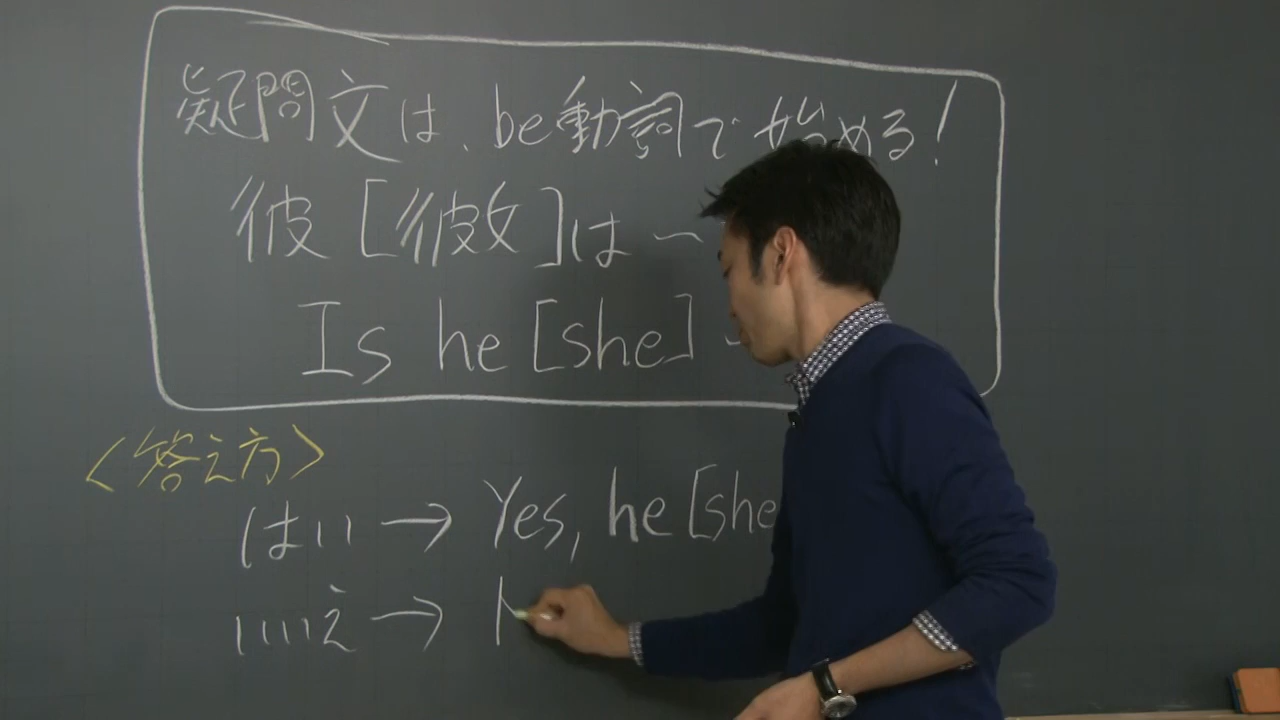 疑問文は、be動詞で始める!
彼[彼女]は〜
Is he [she] 〜
〈答え方〉
はい → Yes, he [she
いいえ →